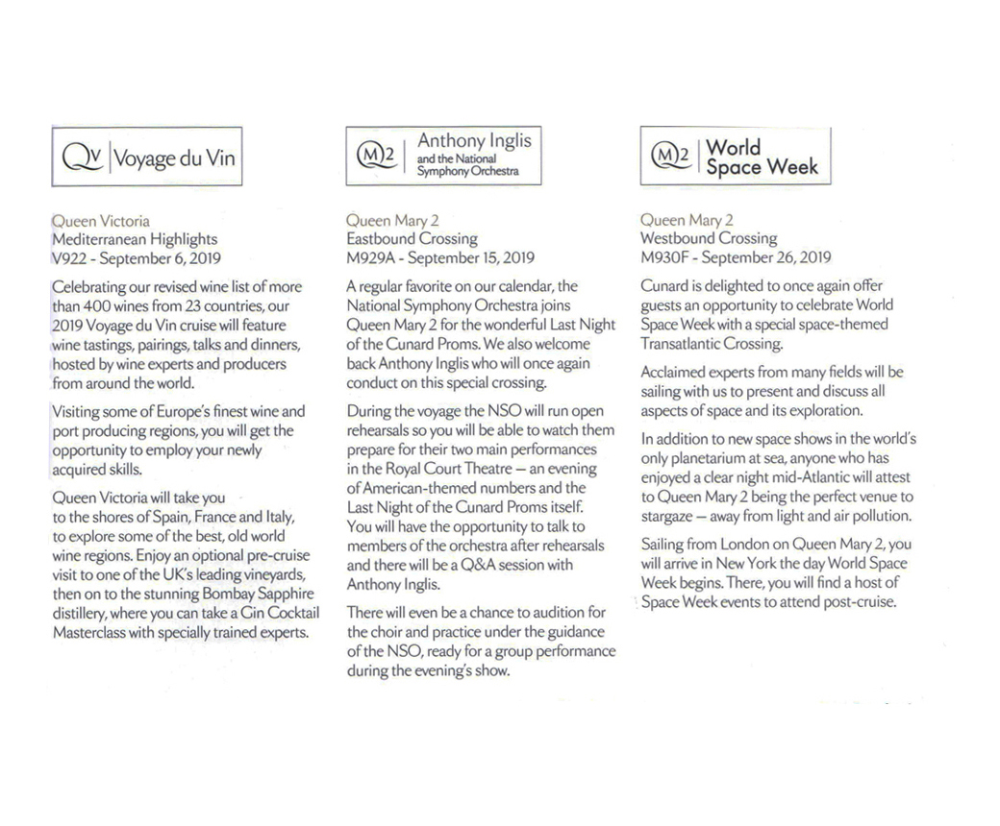 QV Voyage du Vin
Queen Victoria
Mediterranean Highlights
V922 - September 6, 2019
Celebrating our revised wine list of more
than 400 wines from 23 countries, our
2019 Voyage du Vin cruise will feature
wine tastings, pairings, talks and dinners,
hosted by wine experts and producers
from around the world.
Visiting some of Europe's finest wine and
port producing regions, you will get the
opportunity to employ your newly
acquired skills.
Queen Victoria will take you
to the shores of Spain, France and Italy,
to explore some of the best, old world
wine regions. Enjoy an optional pre-cruise
visit to one of the UK's leading vineyards,
then on to the stunning Bombay Sapphire
distillery, where you can take a Gin Cocktail
Masterclass with specially trained experts.
QM2 Anthony Inglis
and the National
Symphony Orchestra
Queen Mary 2
Eastbound Crossing
M929A - September 15, 2019
A regular favorite on our calendar, the
National Symphony Orchestra joins
Queen Mary 2 for the wonderful Last Night
of the Cunard Proms. We also welcome
back Anthony Inglis who will once again
conduct on this special crossing.
During the voyage the NSO will run open
rehearsals so you will be able to watch them
prepare for their two main performances
in the Royal Court Theatre – an evening
of American-themed numbers and the
Last Night of the Cunard Proms itself.
You will have the opportunity to talk to
members of the orchestra after rehearsals
and there will be a Q&A session with
Anthony Inglis.
There will even be a chance to audition for
the choir and practice under the guidance
of the NSO, ready for a group performance
during the evening's show.
QM2 World
Space Week
Queen Mary 2
Westbound Crossing
M930F - September 26, 2019
Cunard is delighted to once again offer
guests an opportunity to celebrate World
Space Week with a special space-themed
Transatlantic Crossing.
Acclaimed experts from many fields will be
sailing with us to present and discuss all
aspects of space and its exploration.
In addition to new space shows in the world's
only planetarium at sea, anyone who has
enjoyed a clear night mid-Atlantic will attest
to Queen Mary 2 being the perfect venue to
stargaze – away from light and air pollution.
Sailing from London on Queen Mary 2, you
will arrive in New York the day World Space
Week begins. There, you will find a host of
Space Week events to attend post-cruise.